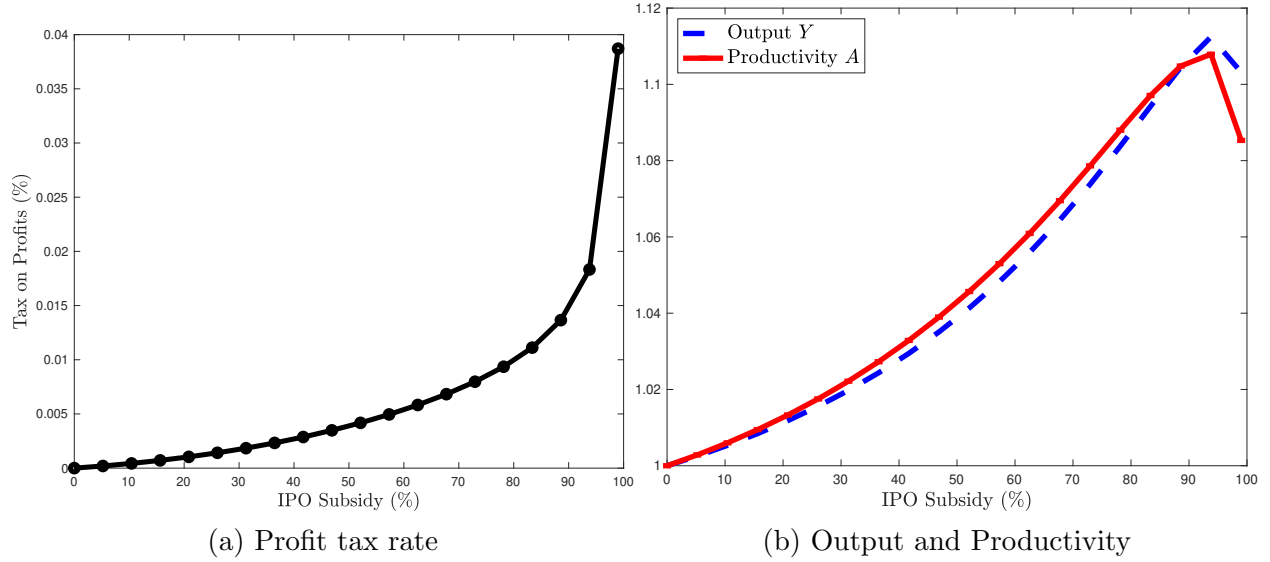 0.04
0.035
0.03
0.025
0.02
0.015
0.01
0.005
0
Tax on Profits (%)
0 10 20 30 40 50 60 70 80 90 100
IPO Subsidy (%)
(a) Profit tax rate
1.12
1.1
1.08
1.06
1.04
1.02
1
Output Y
Productivity A
0 10 20 30 40 50 60 70 80 90 100
IPO Subsidy (%)
(b) Output and Productivity